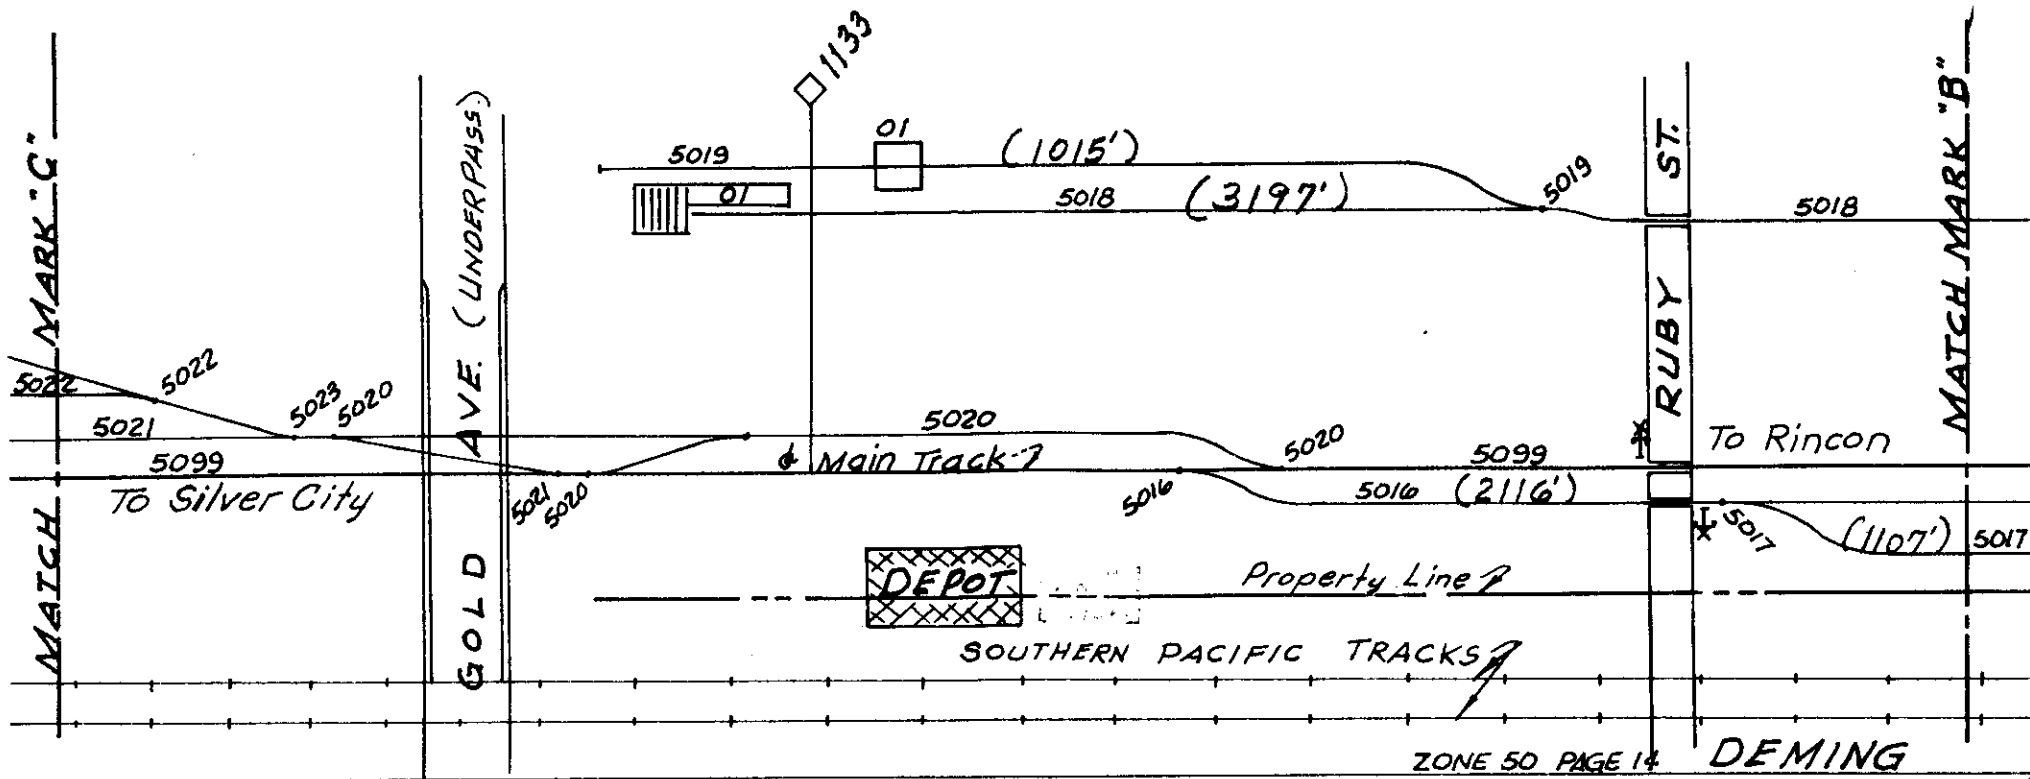 1133
01
5019
(1015')
01
5018
(3197')
5019
5018
MATCH MARK "C"
GOLD AVE. (UNDERPASS.)
RUBY ST.
MATCH MARK "B"
5022
5022
5023
5020
5021
5020
5020
To Rincon
5099
Main Track
5099
To Silver City
5021
5020
5016
5016
(2116')
5017
(1107')
5017
DEPOT
Property Line
SOUTHERN PACIFIC TRACKS
ZONE 50 PAGE 14
DEMING